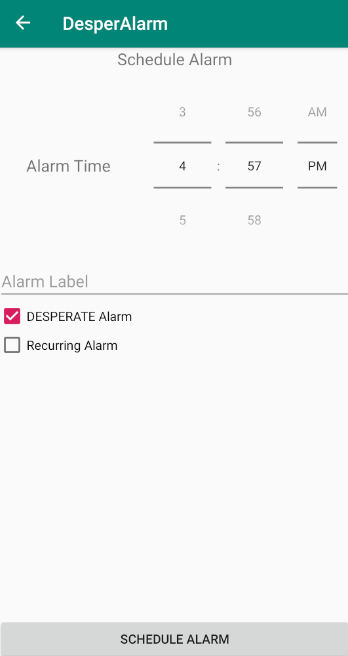 DesperAlarm
Schedule Alarm
3 56 AM
Alarm Time 4 : 57 PM
5 58
Alarm Label
DESPERATE Alarm
Recurring Alarm
SCHEDULE ALARM